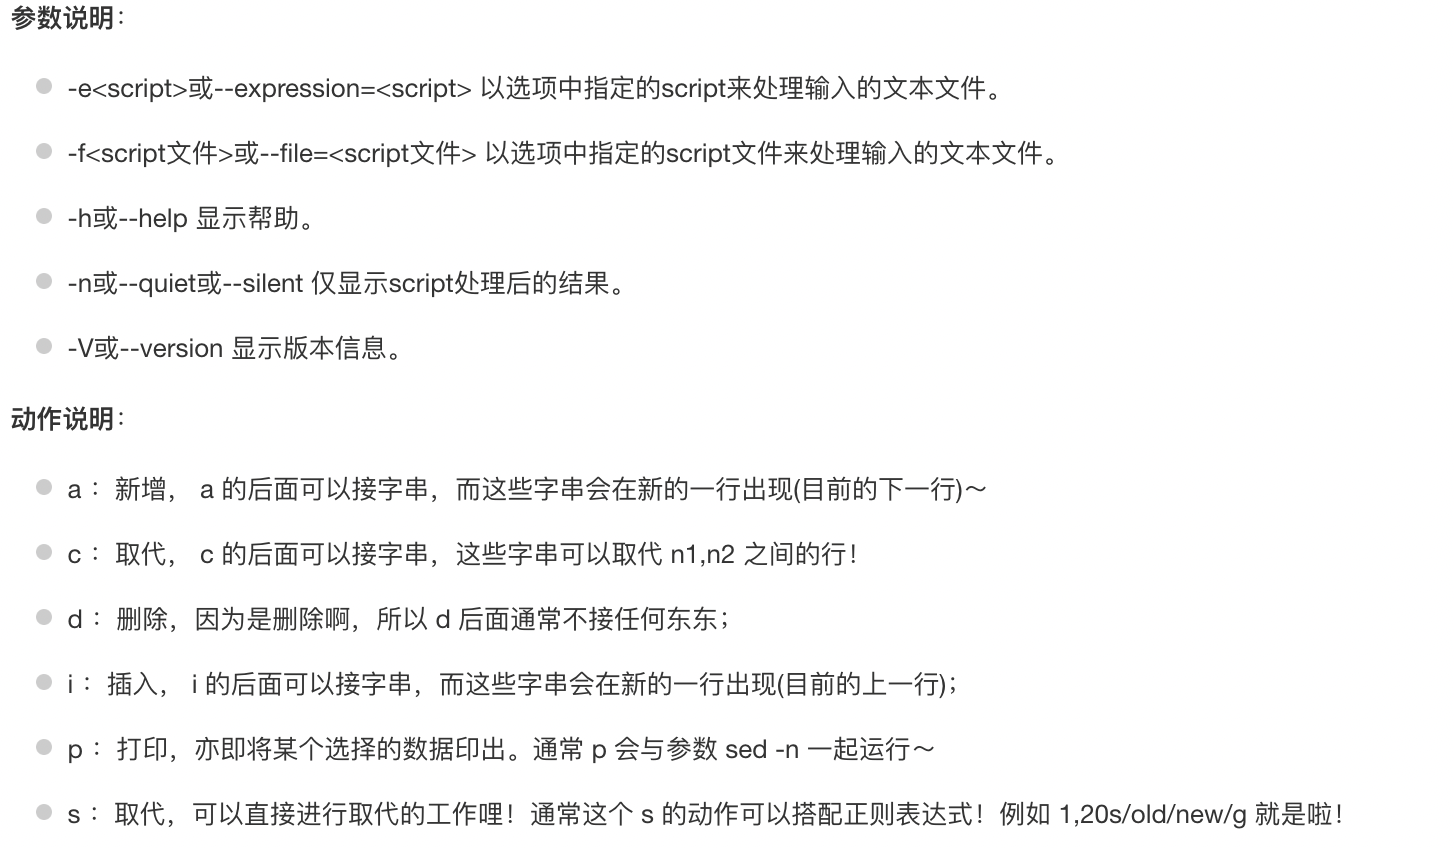 参数说明：
-e<script>或--expression=<script> 以选项中指定的script来处理输入的文本文件。
-f<script文件>或--file=<script文件> 以选项中指定的script文件来处理输入的文本文件。
-h或--help 显示帮助。
-n或--quiet或--silent 仅显示script处理后的结果。
-V或--version 显示版本信息。
动作说明：
a ：新增， a 的后面可以接字串，而这些字串会在新的一行出现(目前的下一行)～
c ：取代， c 的后面可以接字串，这些字串可以取代 n1,n2 之间的行！
d ：删除，因为是删除啊，所以 d 后面通常不接任何东东；
i ：插入， i 的后面可以接字串，而这些字串会在新的一行出现(目前的上一行)；
p ：打印，亦即将某个选择的数据印出。通常 p 会与参数 sed -n 一起运行～
s ：取代，可以直接进行取代的工作哩！通常这个 s 的动作可以搭配正则表达式！例如 1,20s/old/new/g 就是啦！